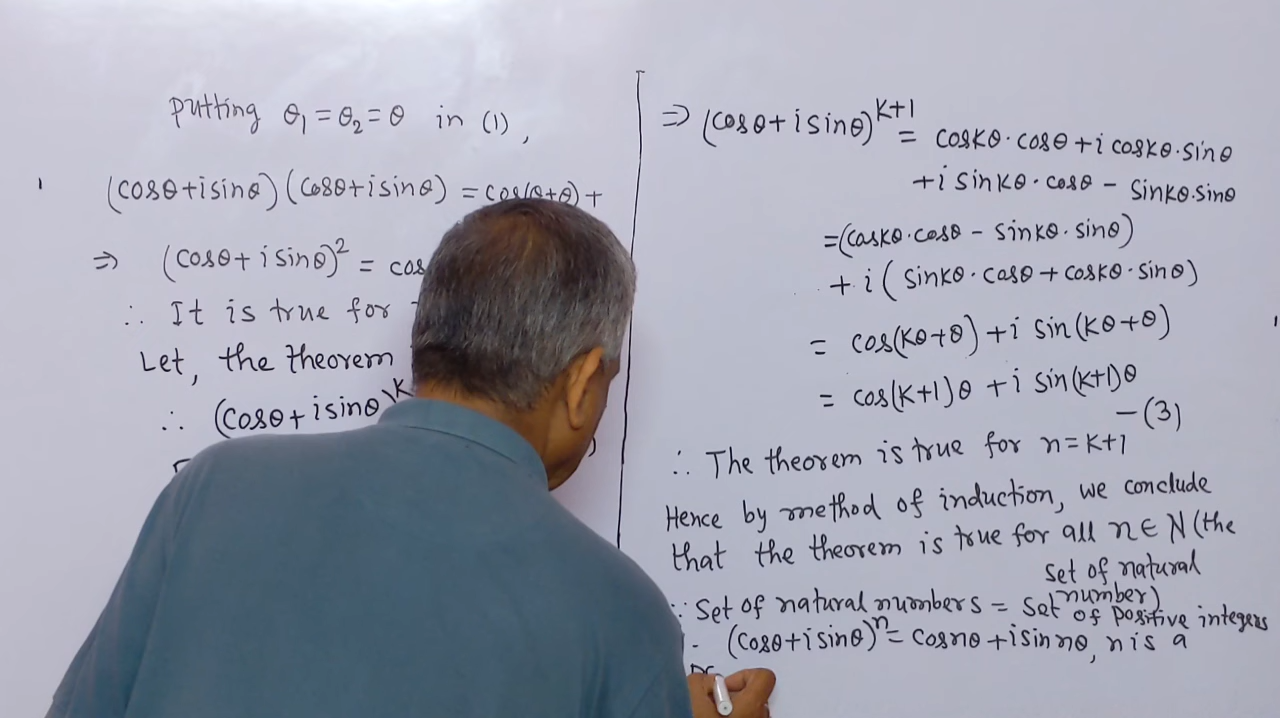 Putting θ₁ = θ₂ = θ in (1),
(cosθ+isinθ)(cosθ+isinθ) = cos(θ+θ) +
⇒ (cosθ+isinθ)² = cos
∴ It is true for
Let, the theorem
∴ (cosθ+isinθ)ᴷ
⇒ (cosθ+isinθ)ᴷ⁺¹ = cosKθ·cosθ + i cosKθ·sinθ
+ i sinKθ·cosθ − sinKθ·sinθ
= (cosKθ·cosθ − sinKθ·sinθ)
+ i ( sinKθ·cosθ + cosKθ·sinθ)
= cos(Kθ+θ) + i sin(Kθ+θ)
= cos(K+1)θ + i sin(K+1)θ
— (3)
∴ The theorem is true for n=K+1
Hence by method of induction, we conclude
that the theorem is true for all n∈N (the
set of natural
number)
∵ Set of natural numbers = Set of positive integers
(cosθ+isinθ)ⁿ = cosnθ + isinnθ, n is a